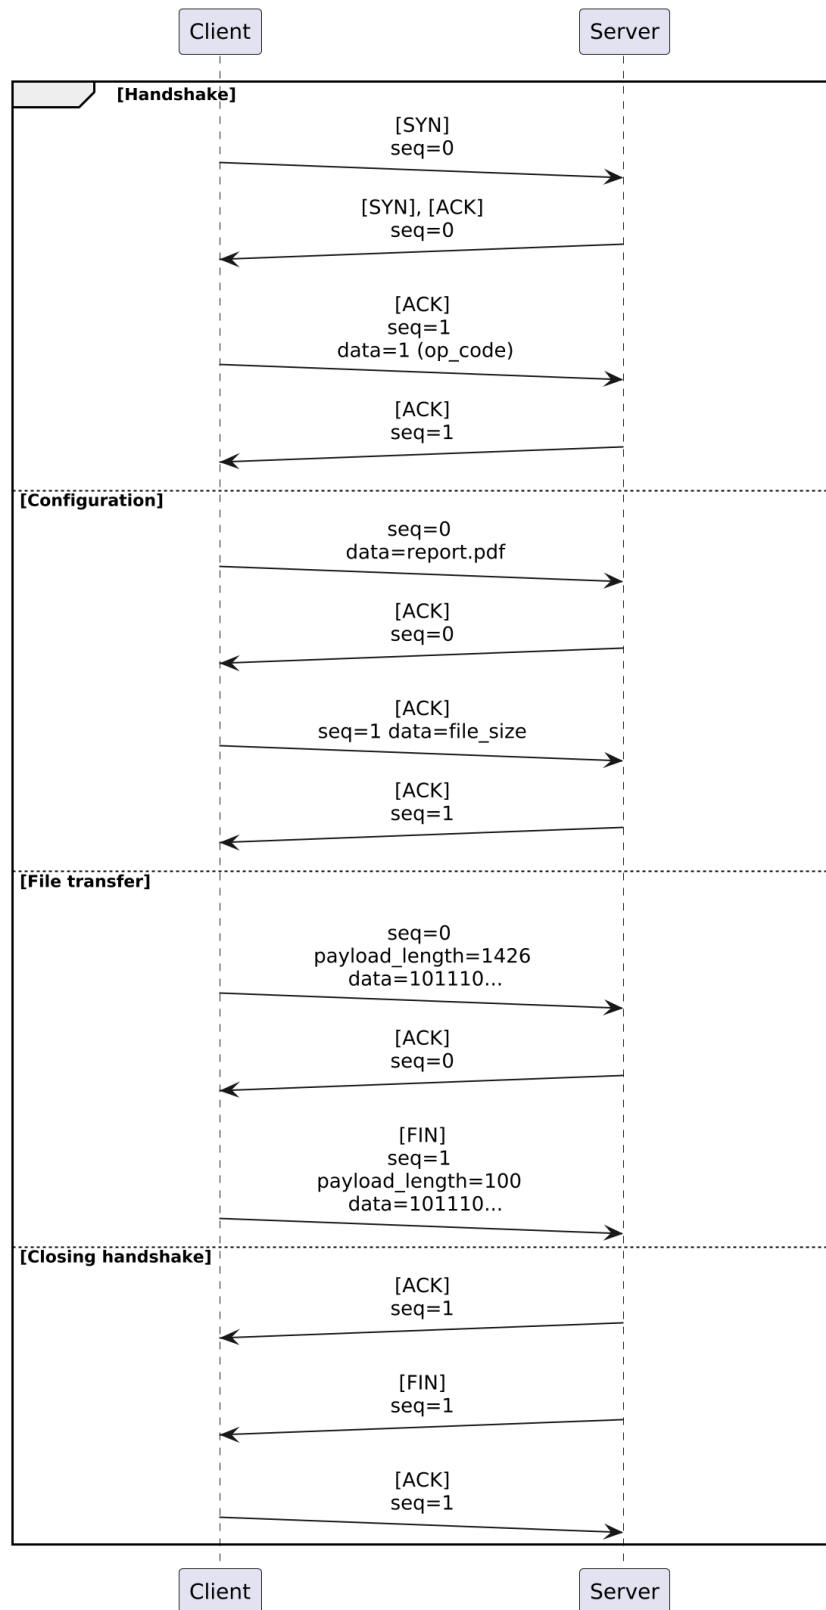 Client Server
[Handshake]
[SYN]
seq=0
[SYN], [ACK]
seq=0
[ACK]
seq=1
data=1 (op_code)
[ACK]
seq=1
[Configuration]
seq=0
data=report.pdf
[ACK]
seq=0
[ACK]
seq=1 data=file_size
[ACK]
seq=1
[File transfer]
seq=0
payload_length=1426
data=101110...
[ACK]
seq=0
[FIN]
seq=1
payload_length=100
data=101110...
[Closing handshake]
[ACK]
seq=1
[FIN]
seq=1
[ACK]
seq=1
Client Server